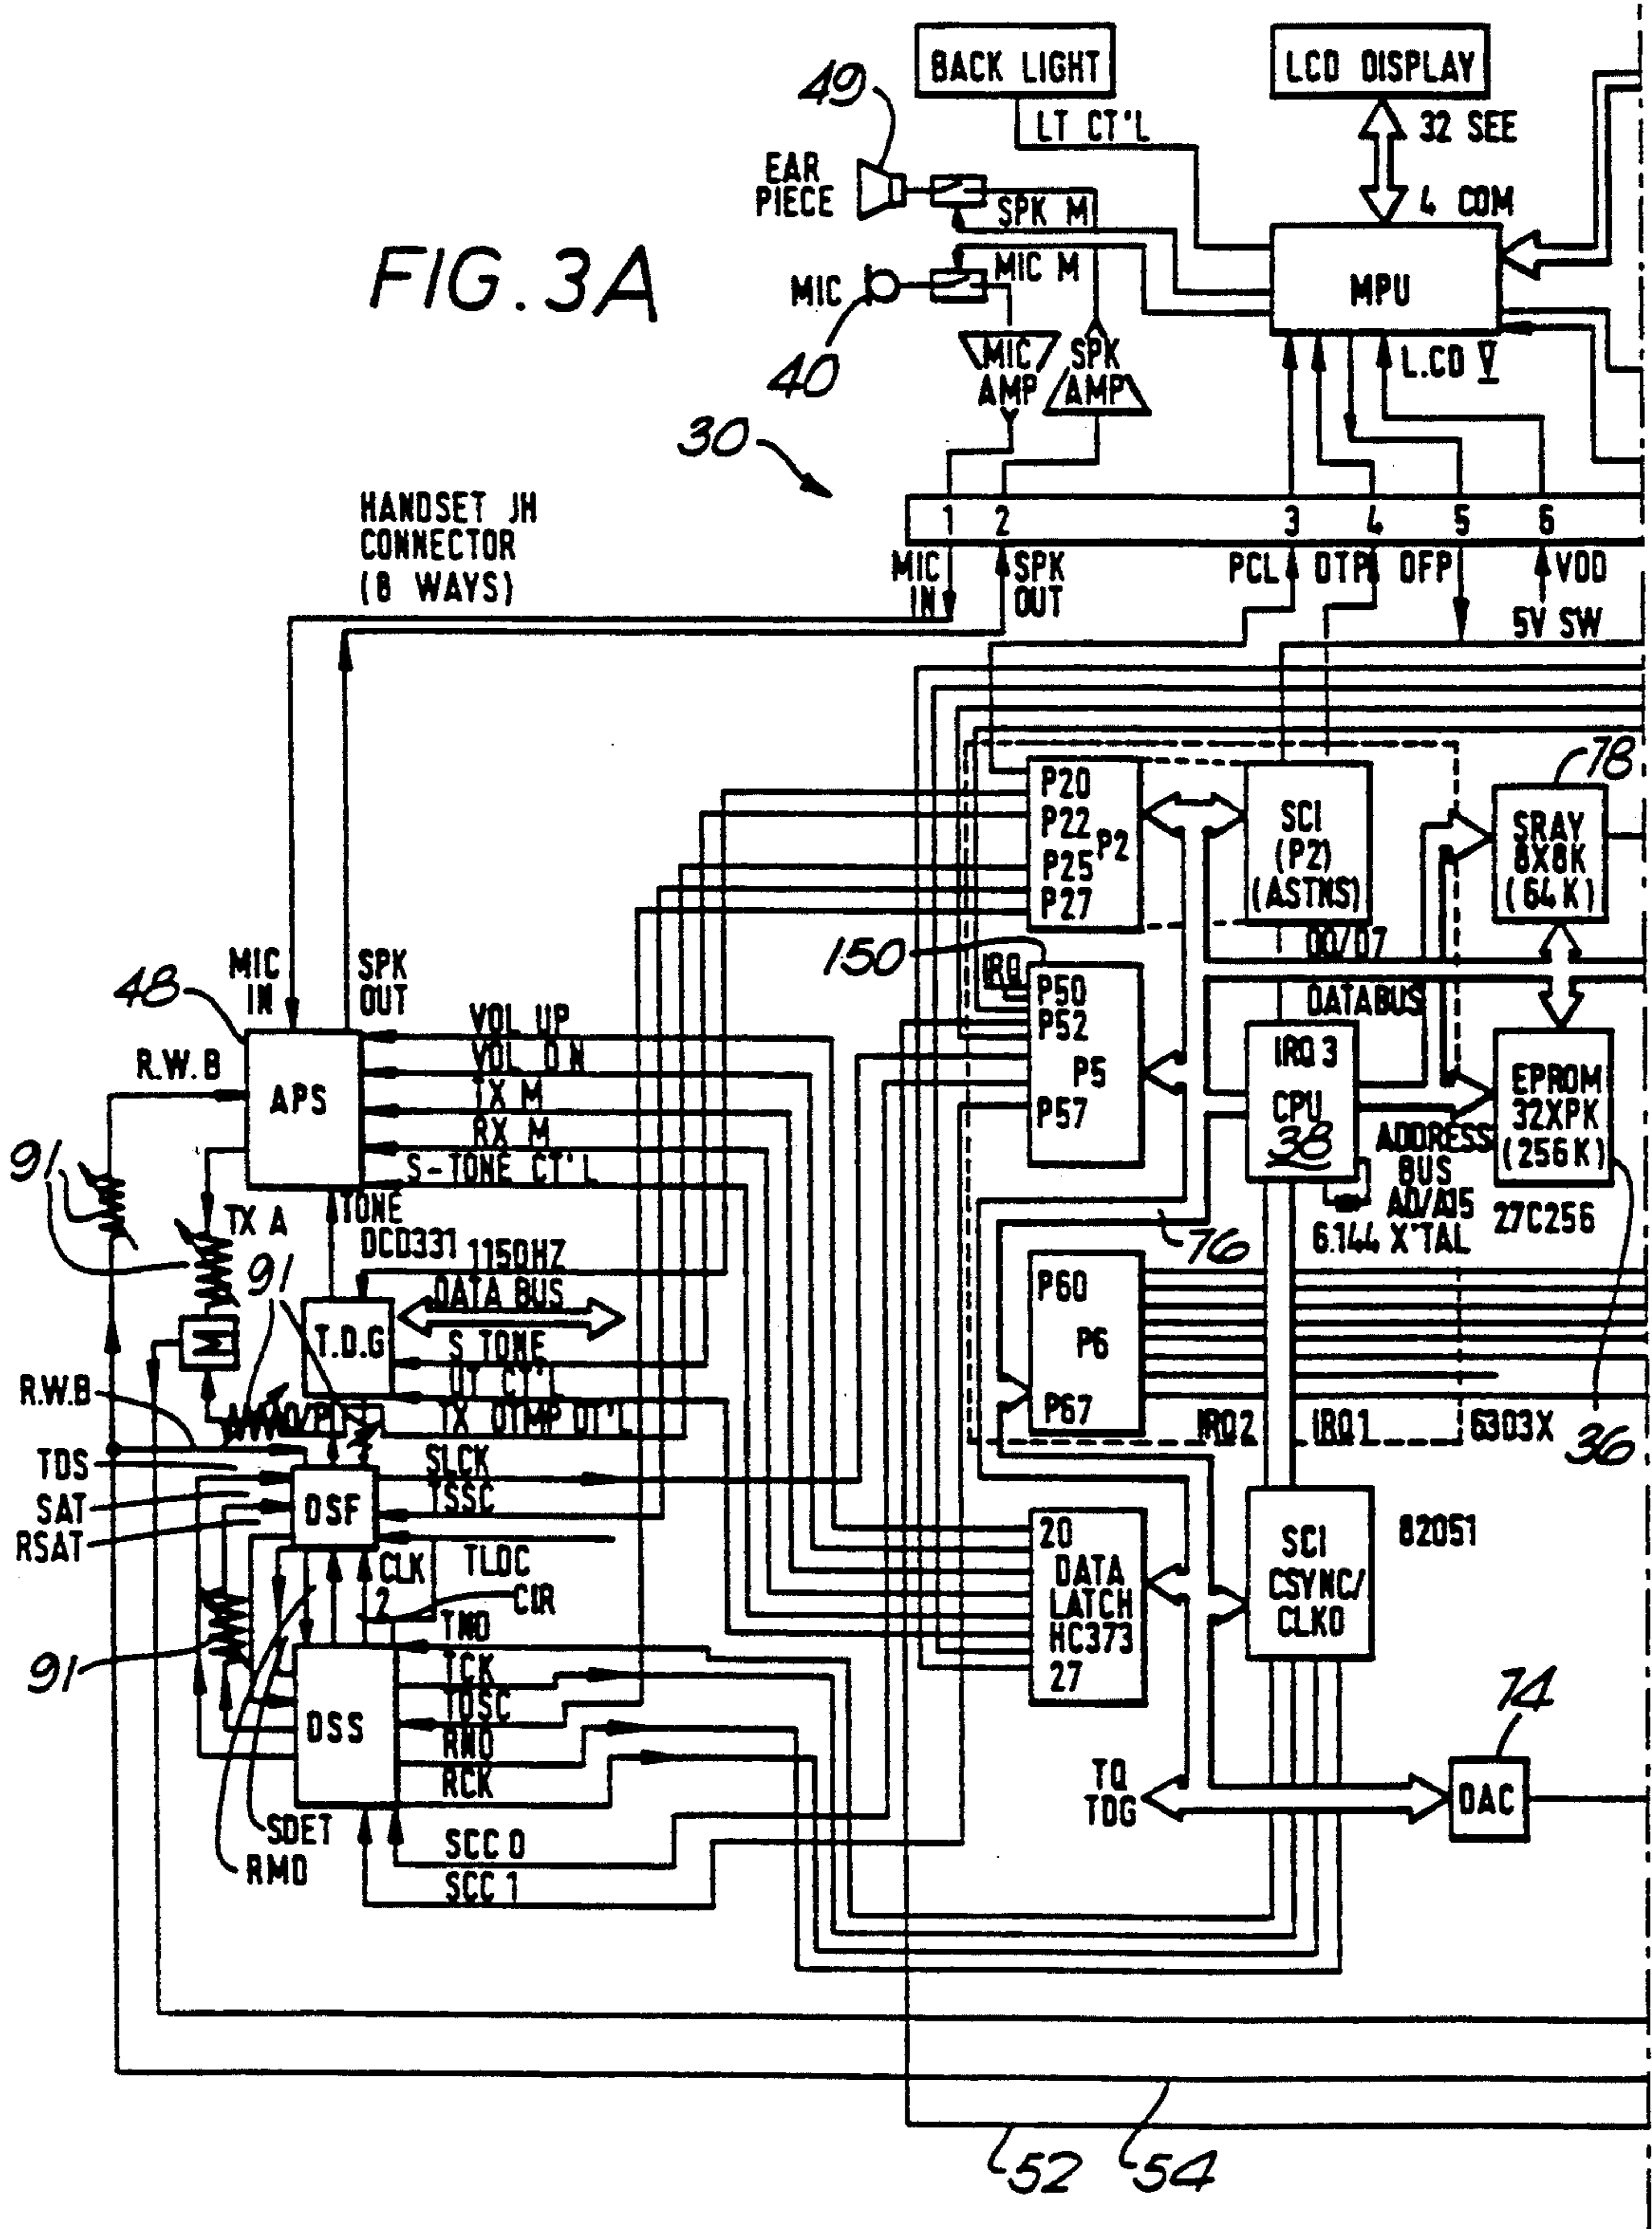 BACK LIGHT
LCD DISPLAY
49
LT CT'L
32 SEE
EAR
PIECE
SPK M
4 COM
FIG. 3A
MIC M
MIC
MPU
40
MIC
AMP
SPK
AMP
L.CD V
30
HANDSET JH
CONNECTOR
(8 WAYS)
1 2 3 4 5 6
MIC
IN
SPK
OUT
PCL
DTP
DFP
VDD
5V SW
78
P20
P22
P2
P25
P27
SCI
(P2)
(ASTNS)
SRAY
8X8K
(64K)
150
D0/D7
DATABUS
IRQ
P50
P52
P5
P57
MIC
IN
SPK
OUT
48
R.W.B
APS
VOL UP
VOL D N
TX M
RX M
S-TONE CT'L
IRQ 3
CPU
38
EPROM
32XPK
(256K)
ADDRESS
BUS
A0/A15
27C256
6.144 X'TAL
91
TX A
TONE
DCD331
91
1150HZ
DATA BUS
76
P60
P6
P67
T.D.G
S TONE
DT CT'L
M
R.W.B
O/P
TX DTMP DT'L
IRQ2
IRQ1
6303X
36
TDS
SAT
RSAT
DSF
SLCK
TSSC
TLDC
CLK
2
CIR
20
DATA
LATCH
HC373
27
SCI
CSYNC/
CLKO
82051
91
TNO
TCK
TDSC
RNO
RCK
DSS
74
TQ
TDG
DAC
SDET
RMD
SCC 0
SCC 1
52
54